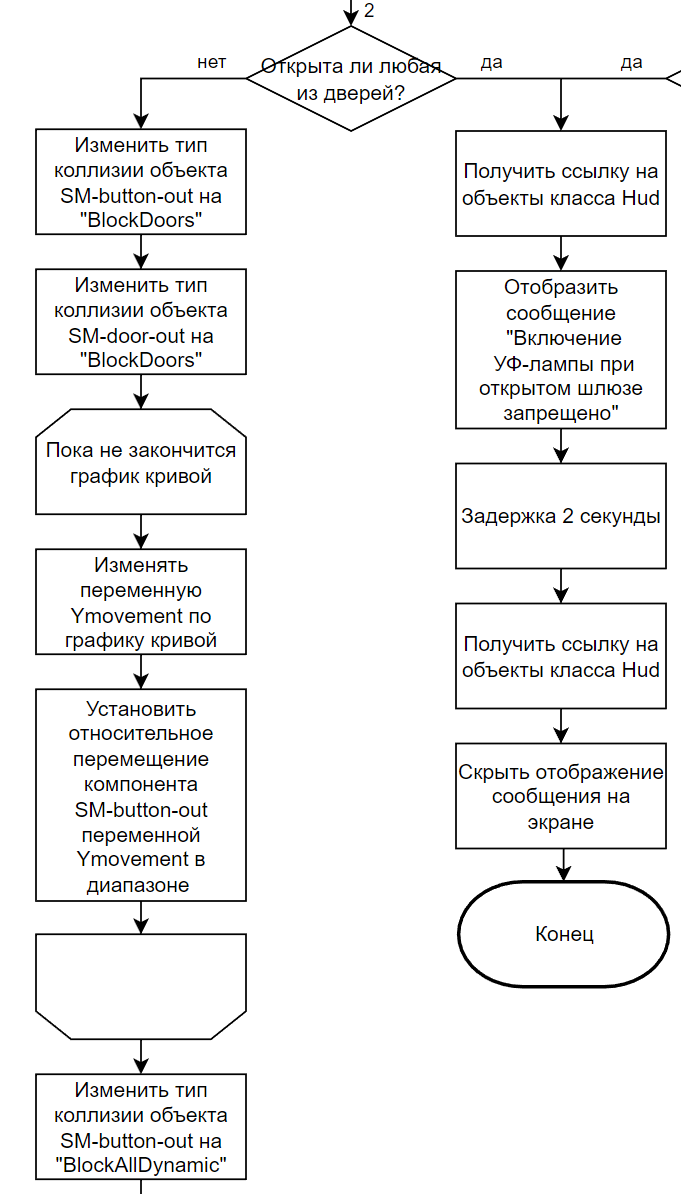 2
нет
Открыта ли любая
из дверей?
да
да
Изменить тип
коллизии объекта
SM-button-out на
"BlockDoors"
Изменить тип
коллизии объекта
SM-door-out на
"BlockDoors"
Пока не закончится
график кривой
Изменять
переменную
Ymovement по
графику кривой
Установить
относительное
перемещение
компонента
SM-button-out
переменной
Ymovement в
диапазоне
Изменить тип
коллизии объекта
SM-button-out на
"BlockAllDynamic"
Получить ссылку на
объекты класса Hud
Отобразить
сообщение
"Включение
УФ-лампы при
открытом шлюзе
запрещено"
Задержка 2 секунды
Получить ссылку на
объекты класса Hud
Скрыть отображение
сообщения на
экране
Конец